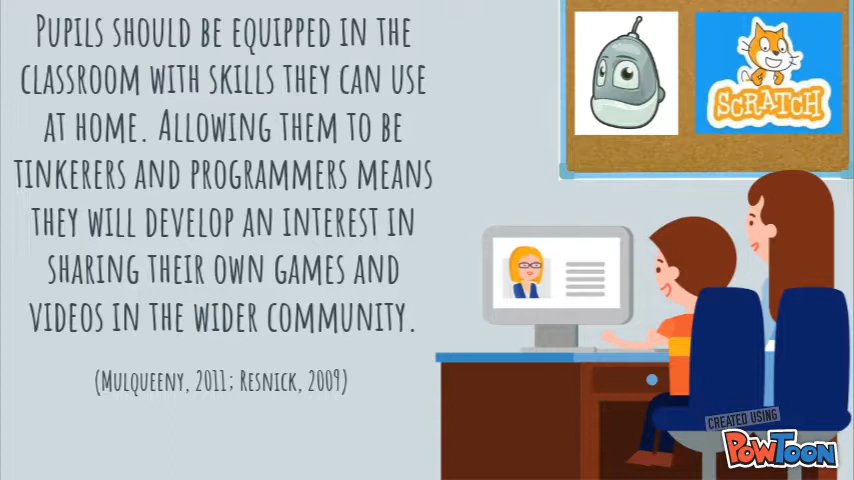 Pupils should be equipped in the
classroom with skills they can use
at home. Allowing them to be
tinkerers and programmers means
they will develop an interest in
sharing their own games and
videos in the wider community.
(Mulqueeny, 2011; Resnick, 2009)
SCRATCH
CREATED USING
POWTOON